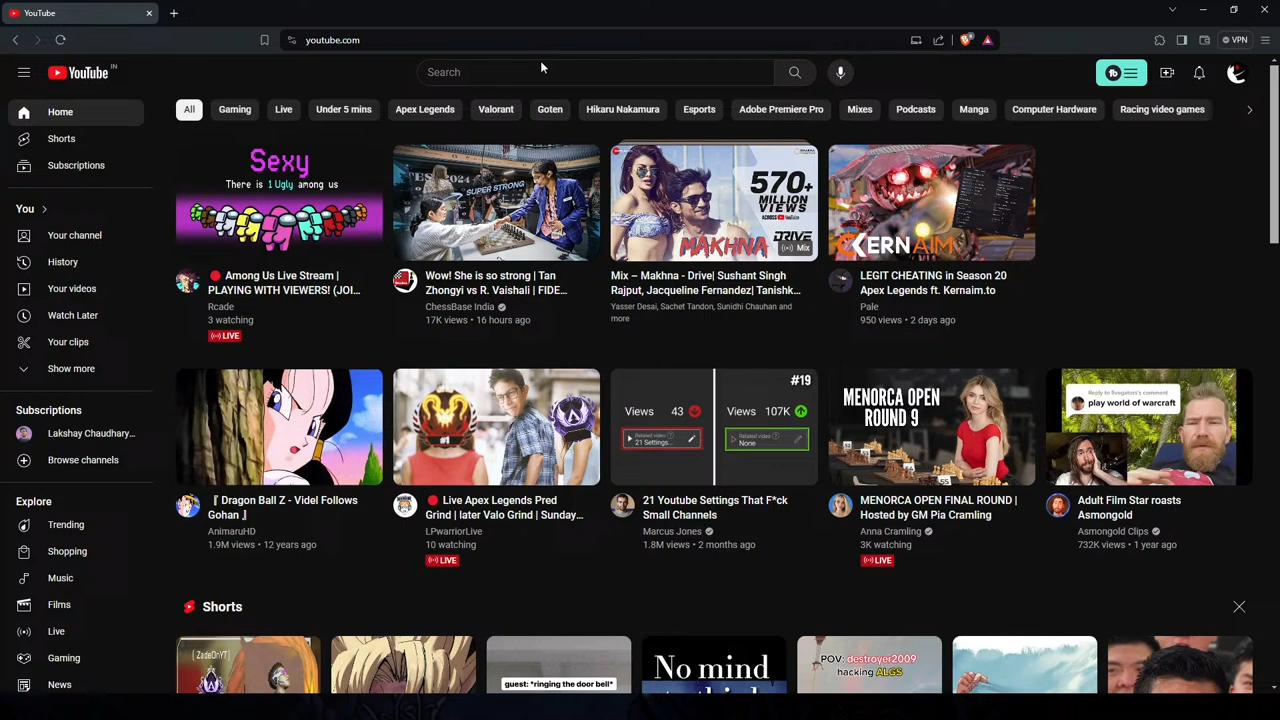 YouTube
youtube.com
VPN
YouTube IN
Search
All
Gaming
Live
Under 5 mins
Apex Legends
Valorant
Goten
Hikaru Nakamura
Esports
Adobe Premiere Pro
Mixes
Podcasts
Manga
Computer Hardware
Racing video games
Home
Shorts
Subscriptions
You
Your channel
History
Your videos
Watch Later
Your clips
Show more
Subscriptions
Lakshay Chaudhary...
Browse channels
Explore
Trending
Shopping
Music
Films
Live
Gaming
News
Sexy
There is 1 Ugly among us
Among Us Live Stream |
PLAYING WITH VIEWERS! (JOI...
Rcade
3 watching
LIVE
SUPER STRONG
Wow! She is so strong | Tan
Zhongyi vs R. Vaishali | FIDE...
ChessBase India
17K views • 16 hours ago
570+
MILLION
VIEWS
ACROSS YouTube
MAKHNA
DRIVE
Mix
Mix – Makhna - Drive| Sushant Singh
Rajput, Jacqueline Fernandez| Tanishk...
Yasser Desai, Sachet Tandon, Sunidhi Chauhan and
more
KERNAIM
LEGIT CHEATING in Season 20
Apex Legends ft. Kernaim.to
Pale
950 views • 2 days ago
『 Dragon Ball Z - Videl Follows
Gohan 』
AnimaruHD
1.9M views • 12 years ago
#1
Live Apex Legends Pred
Grind | later Valo Grind | Sunday...
LPwarriorLive
10 watching
LIVE
#19
Views 43
Views 107K
Related video
21 Settings...
Related video
None
21 Youtube Settings That F*ck
Small Channels
Marcus Jones
1.8M views • 2 months ago
MENORCA OPEN
ROUND 9
55
MENORCA OPEN FINAL ROUND |
Hosted by GM Pia Cramling
Anna Cramling
3K watching
LIVE
play world of warcraft
Adult Film Star roasts
Asmongold
Asmongold Clips
732K views • 1 year ago
Shorts
[ ZadeOnYT ]
guest: *ringing the door bell*
No mind
POV: destroyer2009
hacking ALGS